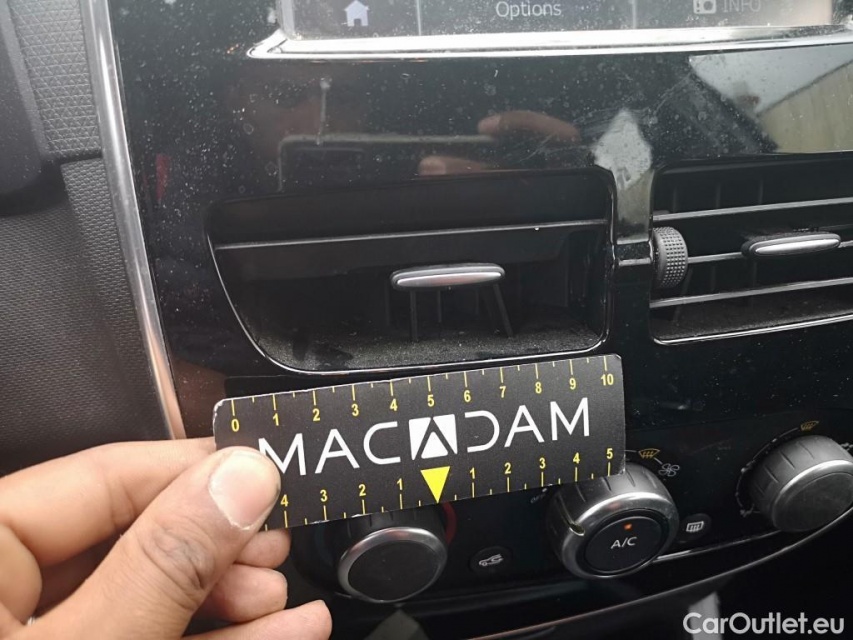 Options
INFO
0 1 2 3 4 5 6 7 8 9 10
MACADAM
4 3 2 1 1 2 3 4 5
A/C
CarOutlet.eu